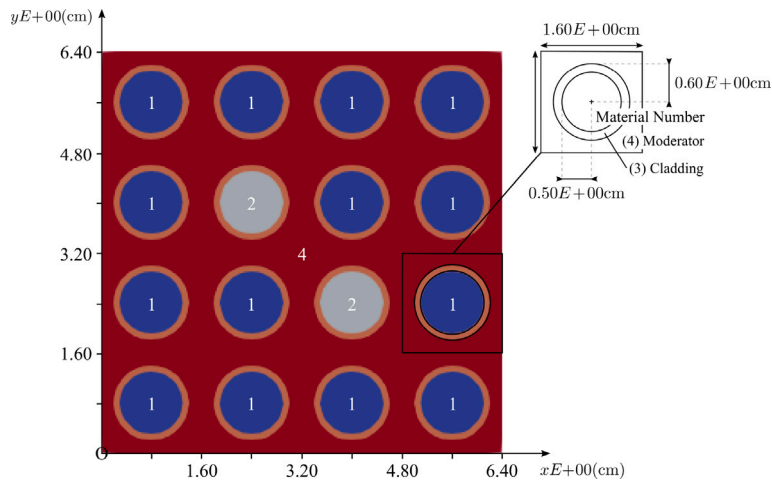 yE+00(cm)
6.40
4.80
3.20
1.60
O
1 1 1 1
1 2 1 1
4
1 1 2 1
1 1 1 1
1.60 3.20 4.80 6.40 xE+00(cm)
1.60E+00cm
0.60E+00cm
Material Number
(4) Moderator
(3) Cladding
0.50E+00cm